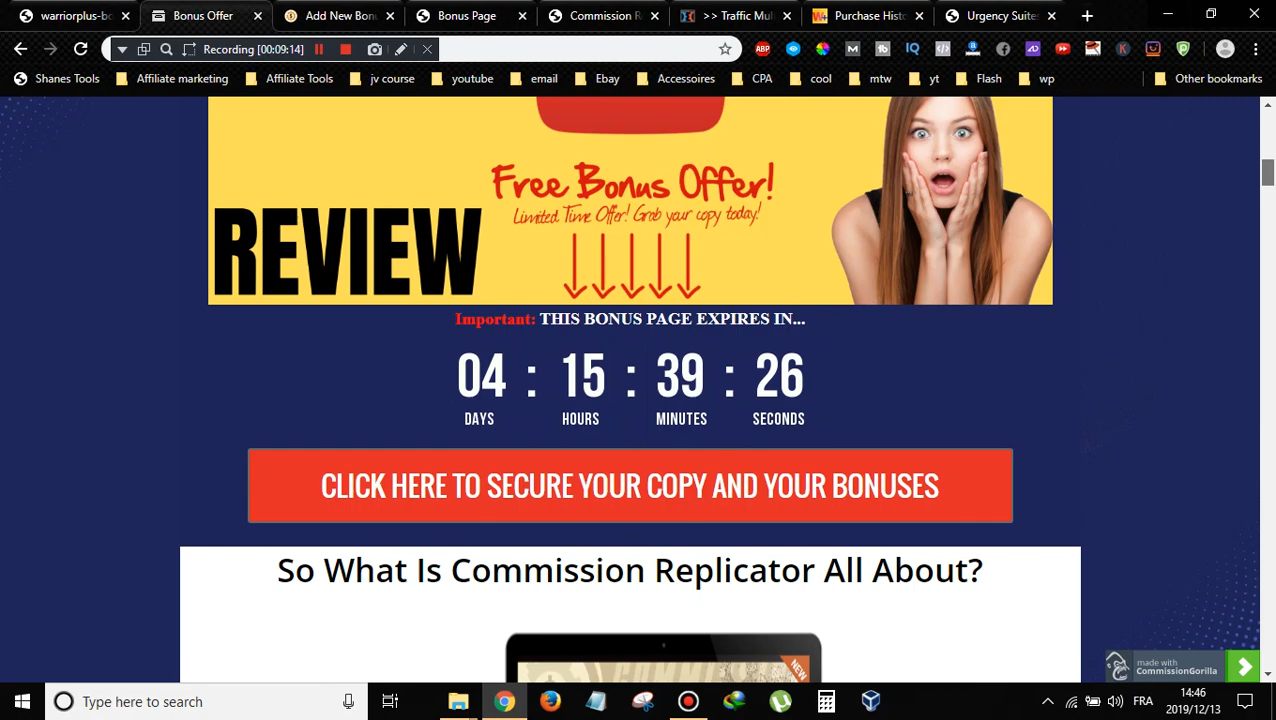 warriorplus-bo
Bonus Offer
Add New Bonu
Bonus Page
Commission R
>> Traffic Mul
Purchase Histo
Urgency Suite
Recording [00:09:14]
Shanes Tools
Affiliate marketing
Affiliate Tools
jv course
youtube
email
Ebay
Accessoires
CPA
cool
mtw
yt
Flash
wp
Other bookmarks
Free Bonus Offer!
Limited Time Offer! Grab your copy today!
REVIEW
Important: THIS BONUS PAGE EXPIRES IN...
04 : 15 : 39 : 26
DAYS HOURS MINUTES SECONDS
CLICK HERE TO SECURE YOUR COPY AND YOUR BONUSES
So What Is Commission Replicator All About?
NEW
made with
CommissionGorilla
Type here to search
FRA
14:46
2019/12/13